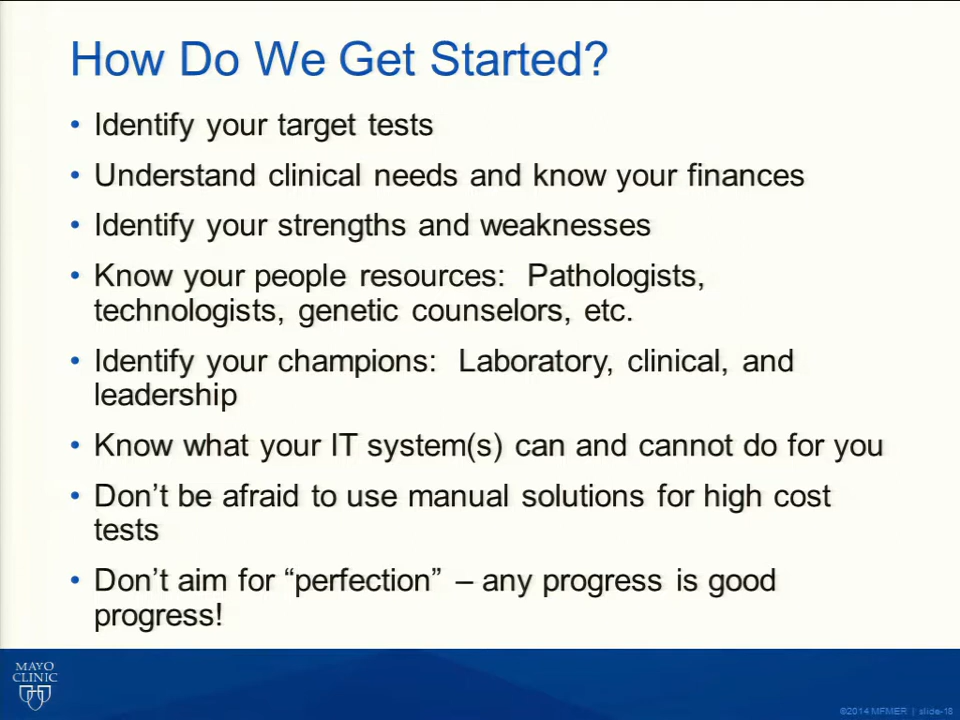 How Do We Get Started?
• Identify your target tests
• Understand clinical needs and know your finances
• Identify your strengths and weaknesses
• Know your people resources:  Pathologists,
technologists, genetic counselors, etc.
• Identify your champions:  Laboratory, clinical, and
leadership
• Know what your IT system(s) can and cannot do for you
• Don’t be afraid to use manual solutions for high cost
tests
• Don’t aim for “perfection” – any progress is good
progress!
MAYO
CLINIC
©2014 MFMER | slide-18